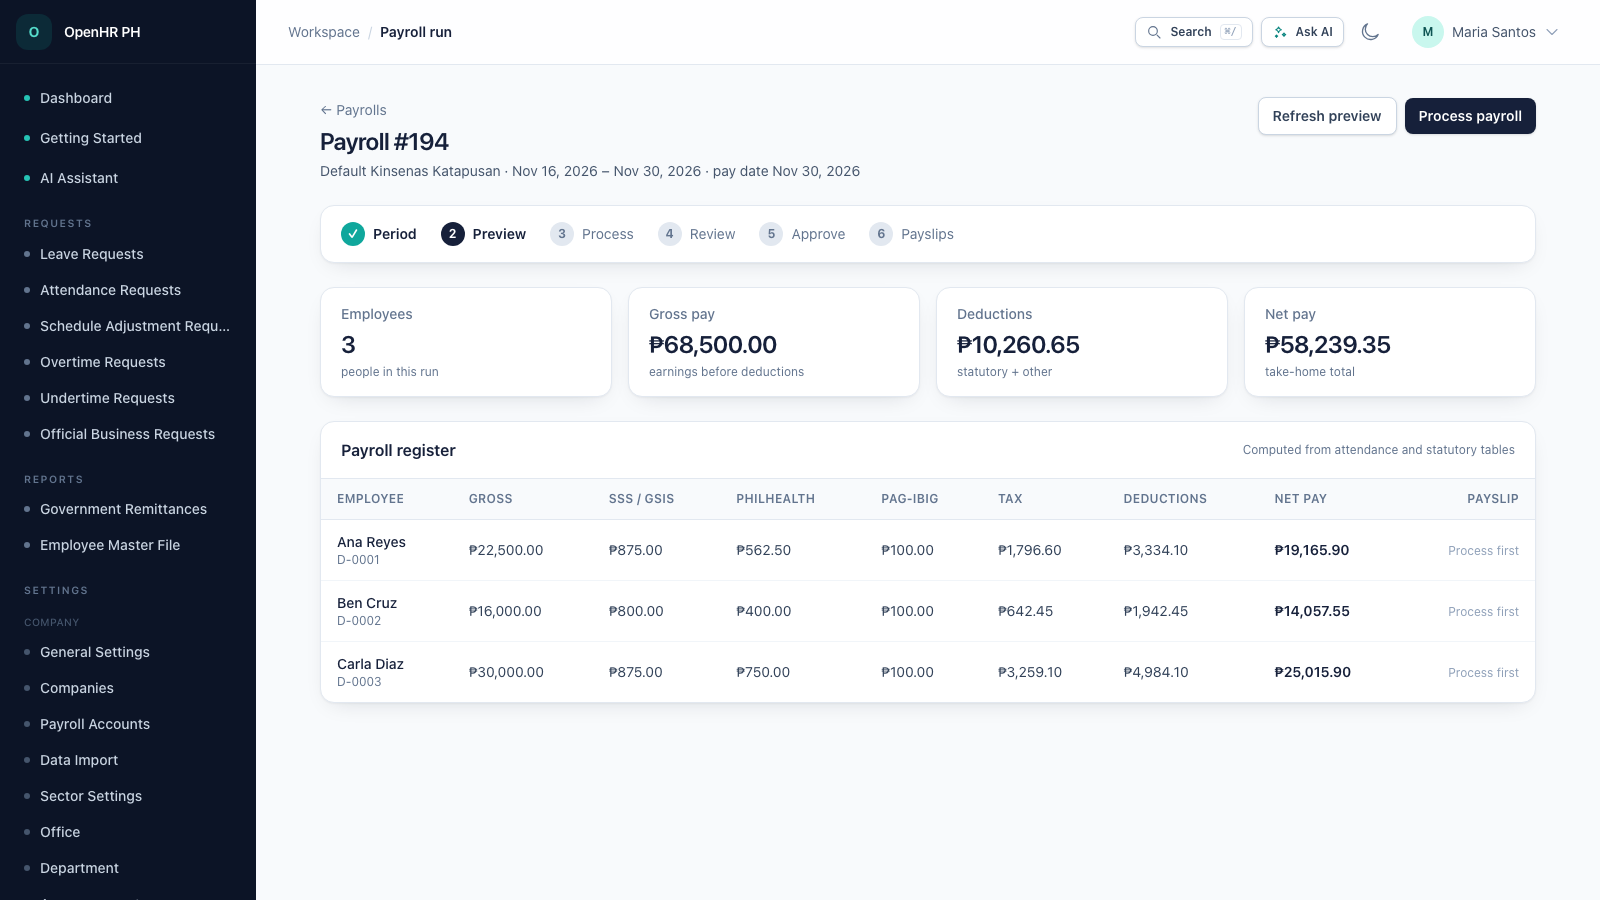 O OpenHR PH
Workspace / Payroll run
Search ⌘/
Ask AI
M Maria Santos
Dashboard
Getting Started
AI Assistant
REQUESTS
Leave Requests
Attendance Requests
Schedule Adjustment Requ...
Overtime Requests
Undertime Requests
Official Business Requests
REPORTS
Government Remittances
Employee Master File
SETTINGS
COMPANY
General Settings
Companies
Payroll Accounts
Data Import
Sector Settings
Office
Department
← Payrolls
Payroll #194
Default Kinsenas Katapusan · Nov 16, 2026 – Nov 30, 2026 · pay date Nov 30, 2026
Refresh preview
Process payroll
✓ Period 2 Preview 3 Process 4 Review 5 Approve 6 Payslips
Employees
3
people in this run
Gross pay
₱68,500.00
earnings before deductions
Deductions
₱10,260.65
statutory + other
Net pay
₱58,239.35
take-home total
Payroll register
Computed from attendance and statutory tables
EMPLOYEE GROSS SSS / GSIS PHILHEALTH PAG-IBIG TAX DEDUCTIONS NET PAY PAYSLIP
Ana Reyes
D-0001
₱22,500.00 ₱875.00 ₱562.50 ₱100.00 ₱1,796.60 ₱3,334.10 ₱19,165.90 Process first
Ben Cruz
D-0002
₱16,000.00 ₱800.00 ₱400.00 ₱100.00 ₱642.45 ₱1,942.45 ₱14,057.55 Process first
Carla Diaz
D-0003
₱30,000.00 ₱875.00 ₱750.00 ₱100.00 ₱3,259.10 ₱4,984.10 ₱25,015.90 Process first